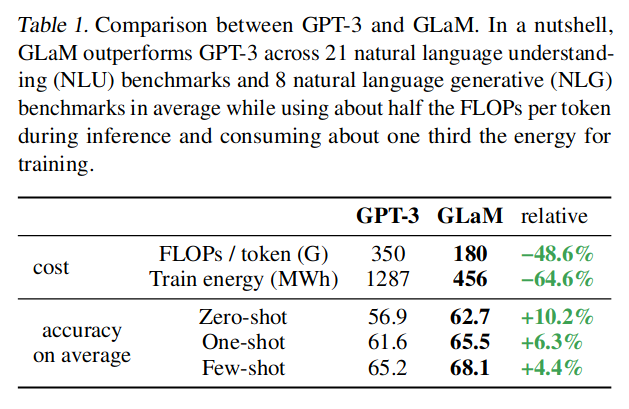 Table 1. Comparison between GPT-3 and GLaM. In a nutshell,
GLaM outperforms GPT-3 across 21 natural language understand-
ing (NLU) benchmarks and 8 natural language generative (NLG)
benchmarks in average while using about half the FLOPs per token
during inference and consuming about one third the energy for
training.
GPT-3 GLaM relative
cost
FLOPs / token (G) 350 180 −48.6%
Train energy (MWh) 1287 456 −64.6%
accuracy
on average
Zero-shot 56.9 62.7 +10.2%
One-shot 61.6 65.5 +6.3%
Few-shot 65.2 68.1 +4.4%